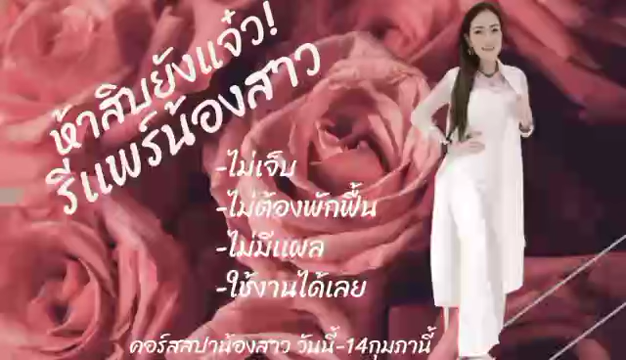 ห้าสิบยังแจ๋ว!
รีแพร์น้องสาว
-ไม่เจ็บ
-ไม่ต้องพักฟื้น
-ไม่มีแผล
-ใช้งานได้เลย
คอร์สสปาน้องสาว วันนี้-14กุมภานี้